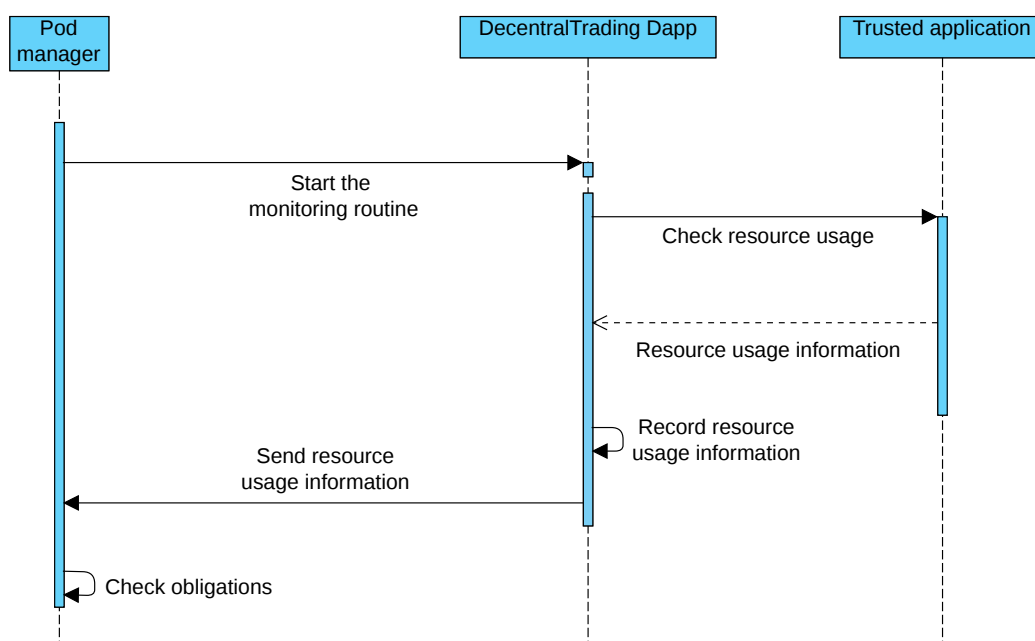 Pod
manager
DecentralTrading Dapp
Trusted application
Start the
monitoring routine
Check resource usage
Resource usage information
Record resource
usage information
Send resource
usage information
Check obligations